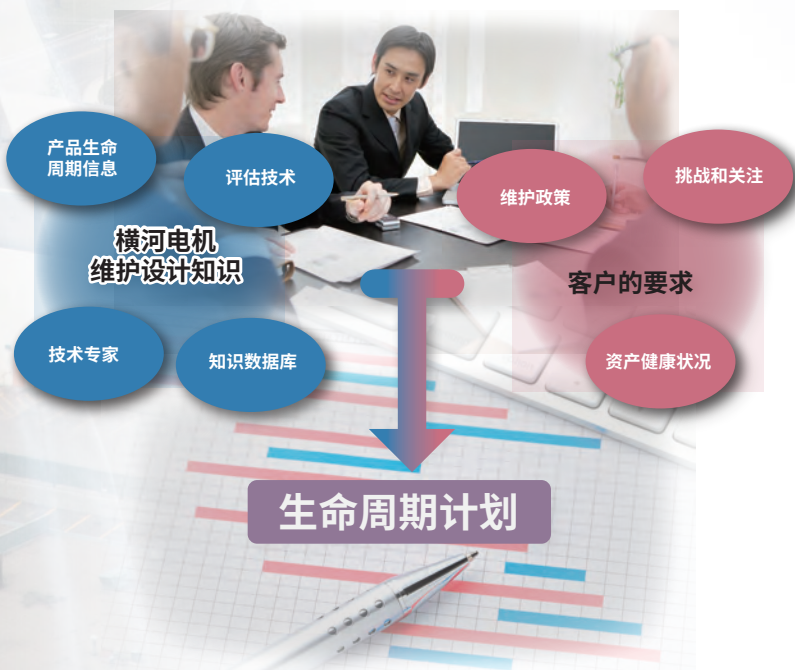 产品生命
周期信息
评估技术
维护政策
挑战和关注
横河电机
维护设计知识
客户的要求
技术专家
知识数据库
资产健康状况
生命周期计划